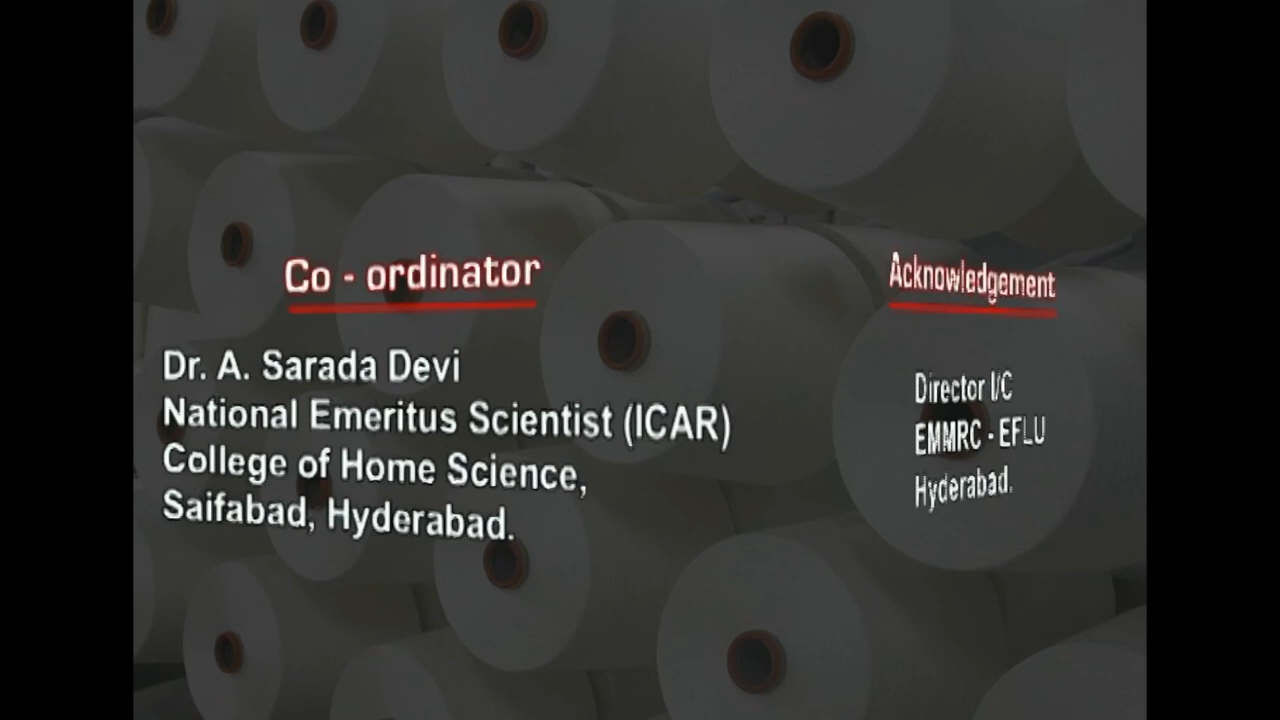 Co - ordinator
Dr. A. Sarada Devi
National Emeritus Scientist (ICAR)
College of Home Science,
Saifabad, Hyderabad.
Acknowledgement
Director I/C
EMMRC - EFLU
Hyderabad.